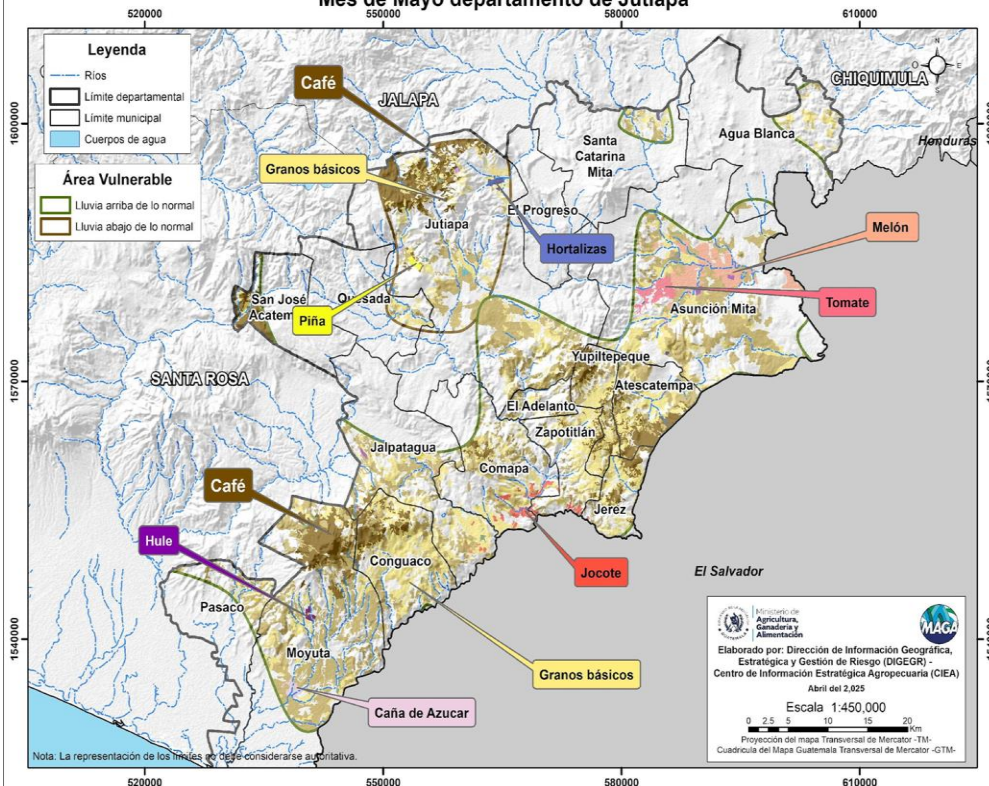 Mes de Mayo departamento de Jutiapa
520000
550000
580000
610000
Leyenda
Ríos
Límite departamental
Límite municipal
Cuerpos de agua
Área Vulnerable
Lluvia arriba de lo normal
Lluvia abajo de lo normal
1600000
1570000
1540000
Café
JALAPA
CHIQUIMULA
Honduras
N
O
E
Santa
Catarina
Mita
Agua Blanca
Granos básicos
Jutiapa
El Progreso
Hortalizas
Melón
Tomate
Asunción Mita
San José
Quesada
Piña
SANTA ROSA
Yupiltepeque
Atescatempa
El Adelanto
Zapotitlán
Jalpatagua
Comapa
Café
Jerez
Hule
Conguaco
Jocote
El Salvador
Pasaco
Moyuta
Granos básicos
Caña de Azucar
Ministerio de
Agricultura,
Ganadería y
Alimentación
MAGA
Elaborado por: Dirección de Información Geográfica,
Estratégica y Gestión de Riesgo (DIGEGR) -
Centro de Información Estratégica Agropecuaria (CIEA)
Abril del 2,025
Escala 1:450,000
0 2.5 5 10 15 20
Km
Proyección del mapa Transversal de Mercator -TM-
Cuadricula del Mapa Guatemala Transversal de Mercator -GTM-
Nota: La representación de los límites no debe considerarse autoritativa.
520000
550000
580000
610000